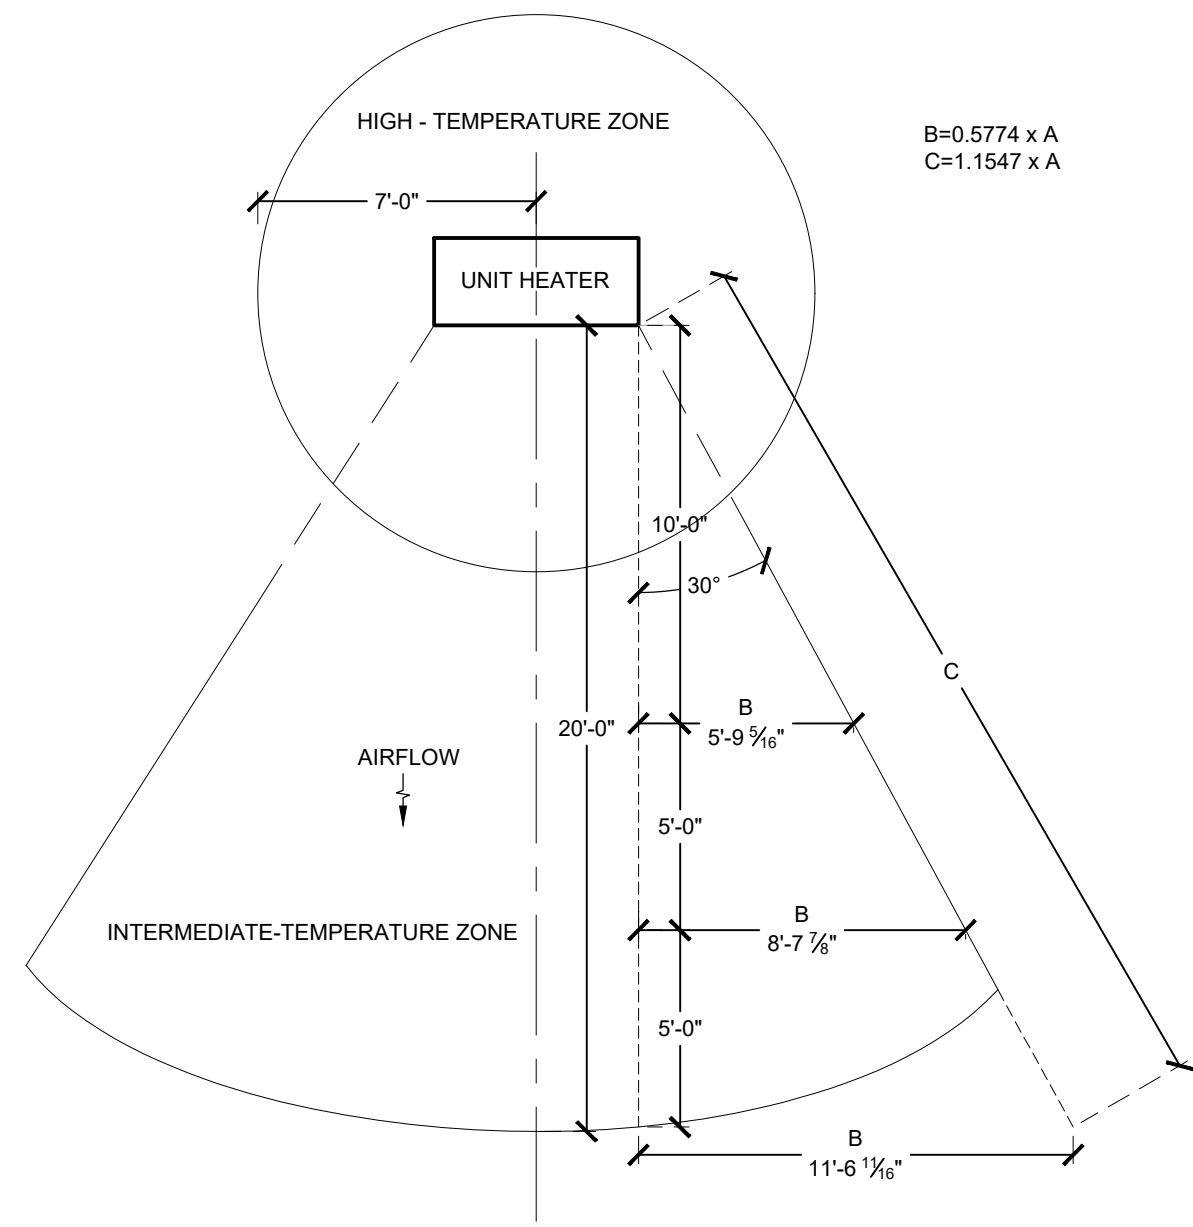 HIGH - TEMPERATURE ZONE
B=0.5774 x A
C=1.1547 x A
7'-0"
UNIT HEATER
10'-0"
30°
C
B
20'-0"
5'-9 5⁄16"
AIRFLOW
5'-0"
B
INTERMEDIATE-TEMPERATURE ZONE
8'-7 7⁄8"
5'-0"
B
11'-6 11⁄16"